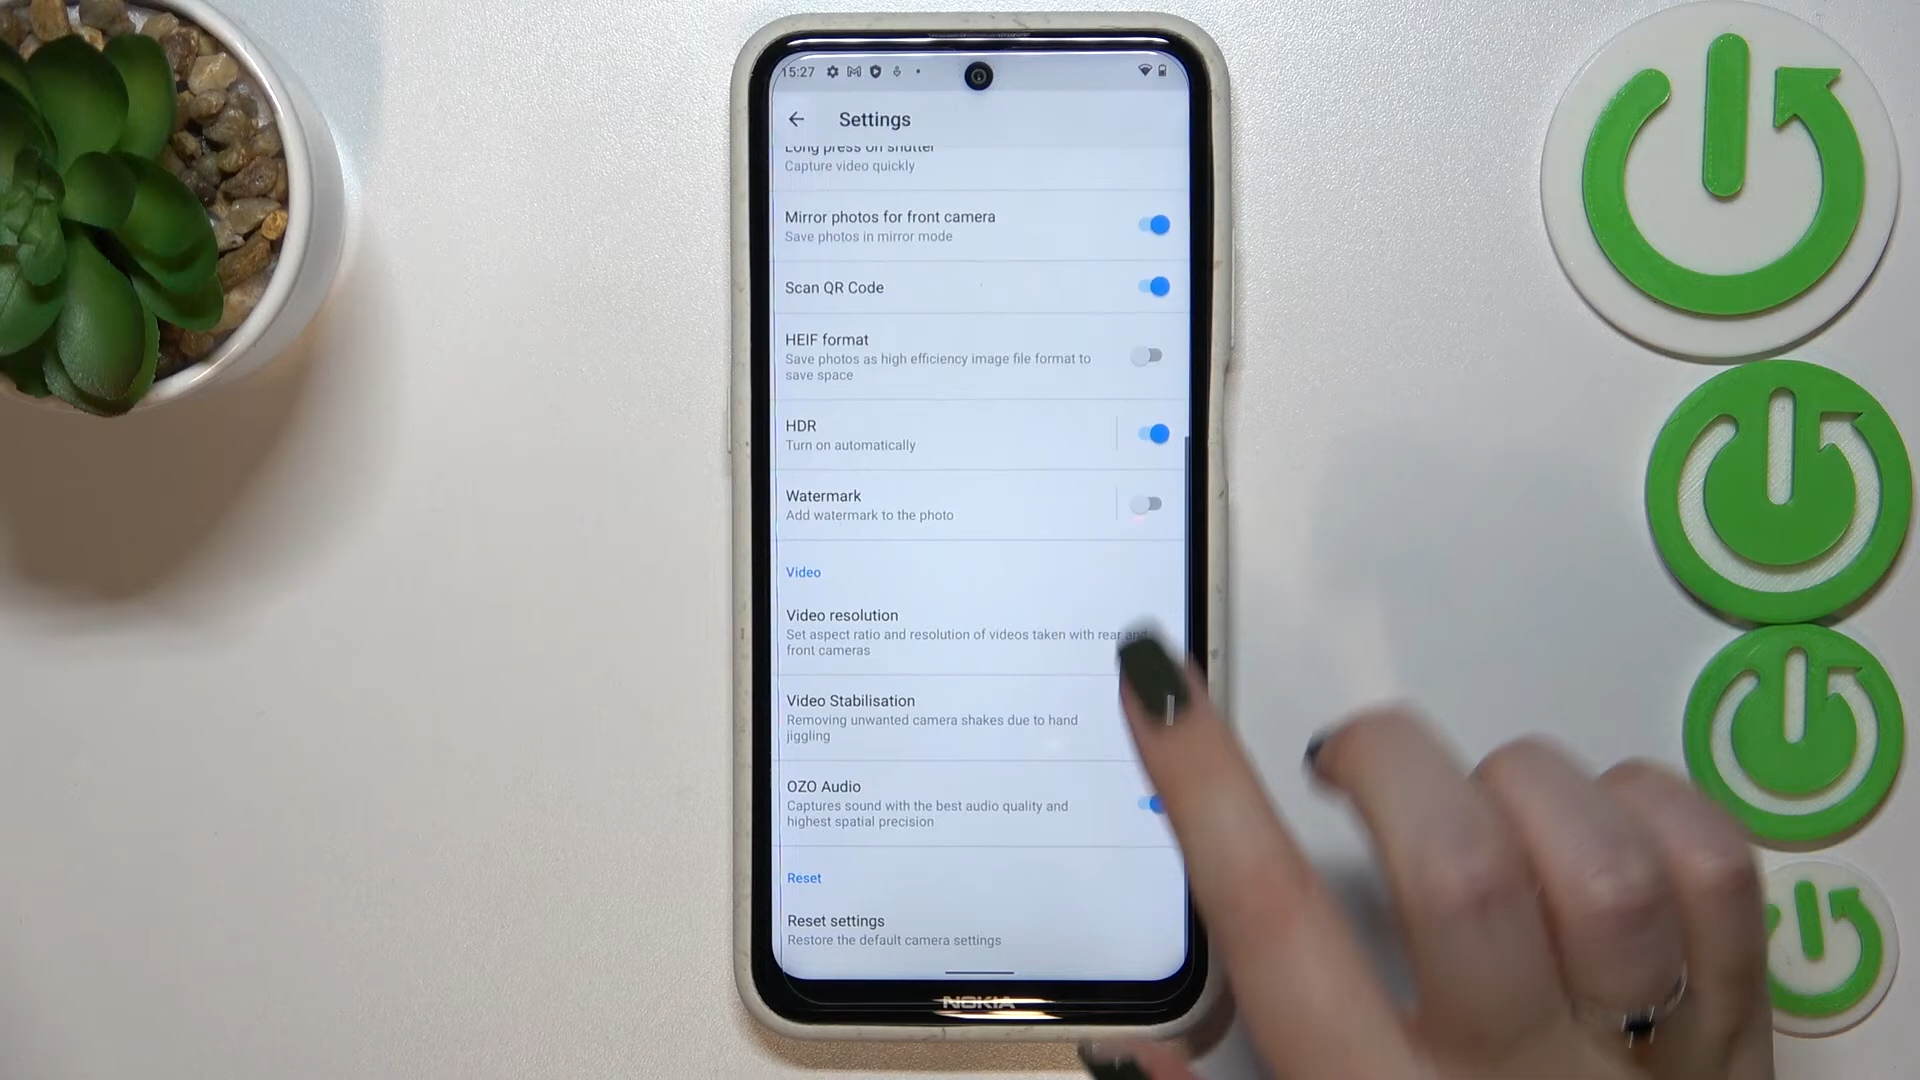 15:27
Settings
Long press on shutter
Capture video quickly
Mirror photos for front camera
Save photos in mirror mode
Scan QR Code
HEIF format
Save photos as high efficiency image file format to
save space
HDR
Turn on automatically
Watermark
Add watermark to the photo
Video
Video resolution
Set aspect ratio and resolution of videos taken with rear and
front cameras
Video Stabilisation
Removing unwanted camera shakes due to hand
jiggling
OZO Audio
Captures sound with the best audio quality and
highest spatial precision
Reset
Reset settings
Restore the default camera settings
NOKIA